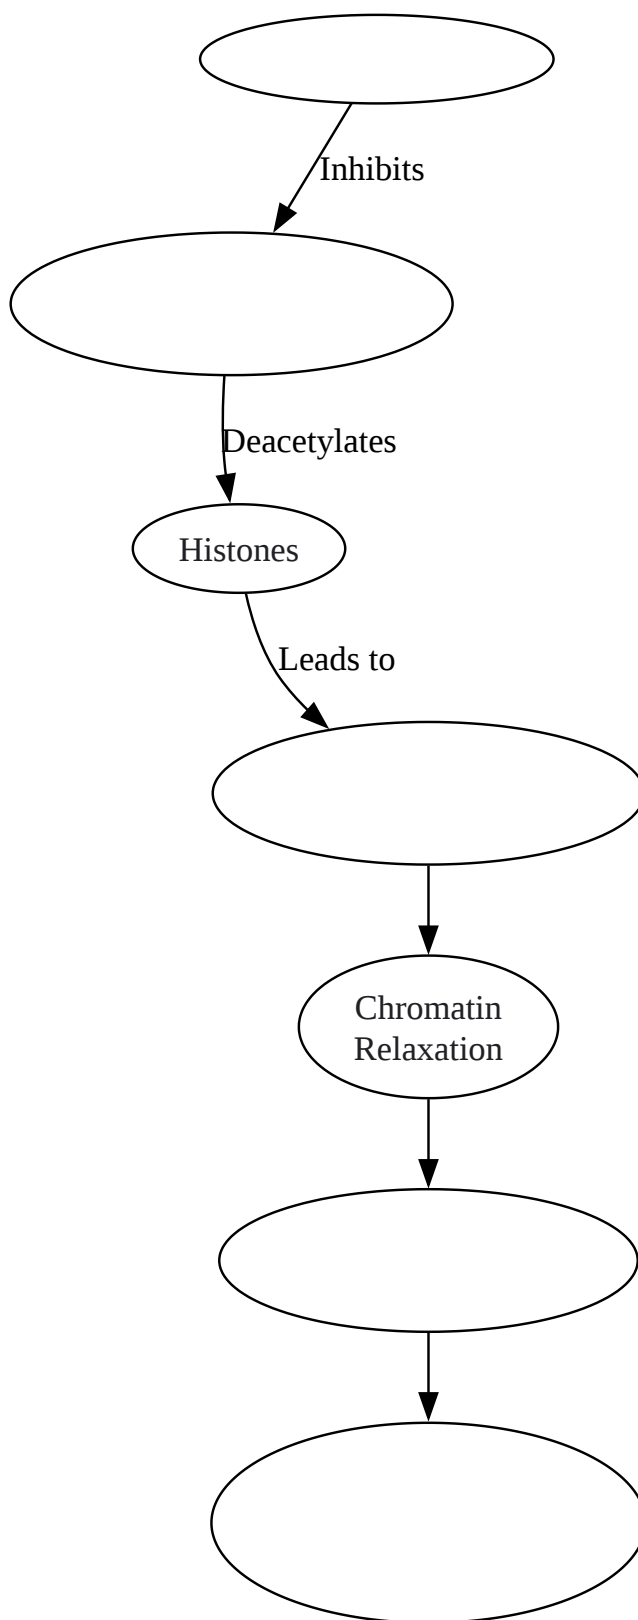 Inhibits
Deacetylates
Histones
Leads to
Chromatin
Relaxation